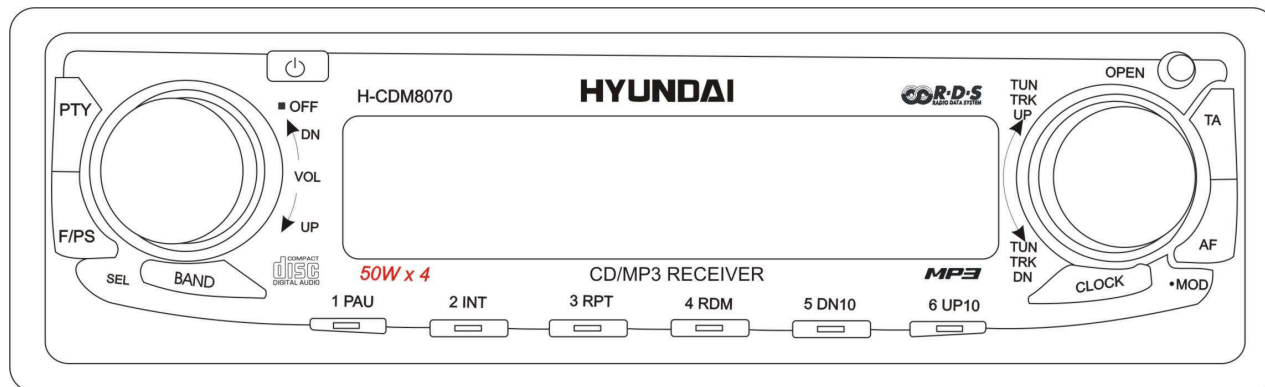 OPEN
H-CDM8070
HYUNDAI
R·D·S
RADIO DATA SYSTEM
PTY
■ OFF
DN
VOL
UP
F/PS
SEL
BAND
COMPACT
disc
DIGITAL AUDIO
50W x 4
CD/MP3 RECEIVER
MP3
TUN
TRK
UP
TA
TUN
TRK
DN
AF
CLOCK
•MOD
1 PAU
2 INT
3 RPT
4 RDM
5 DN10
6 UP10